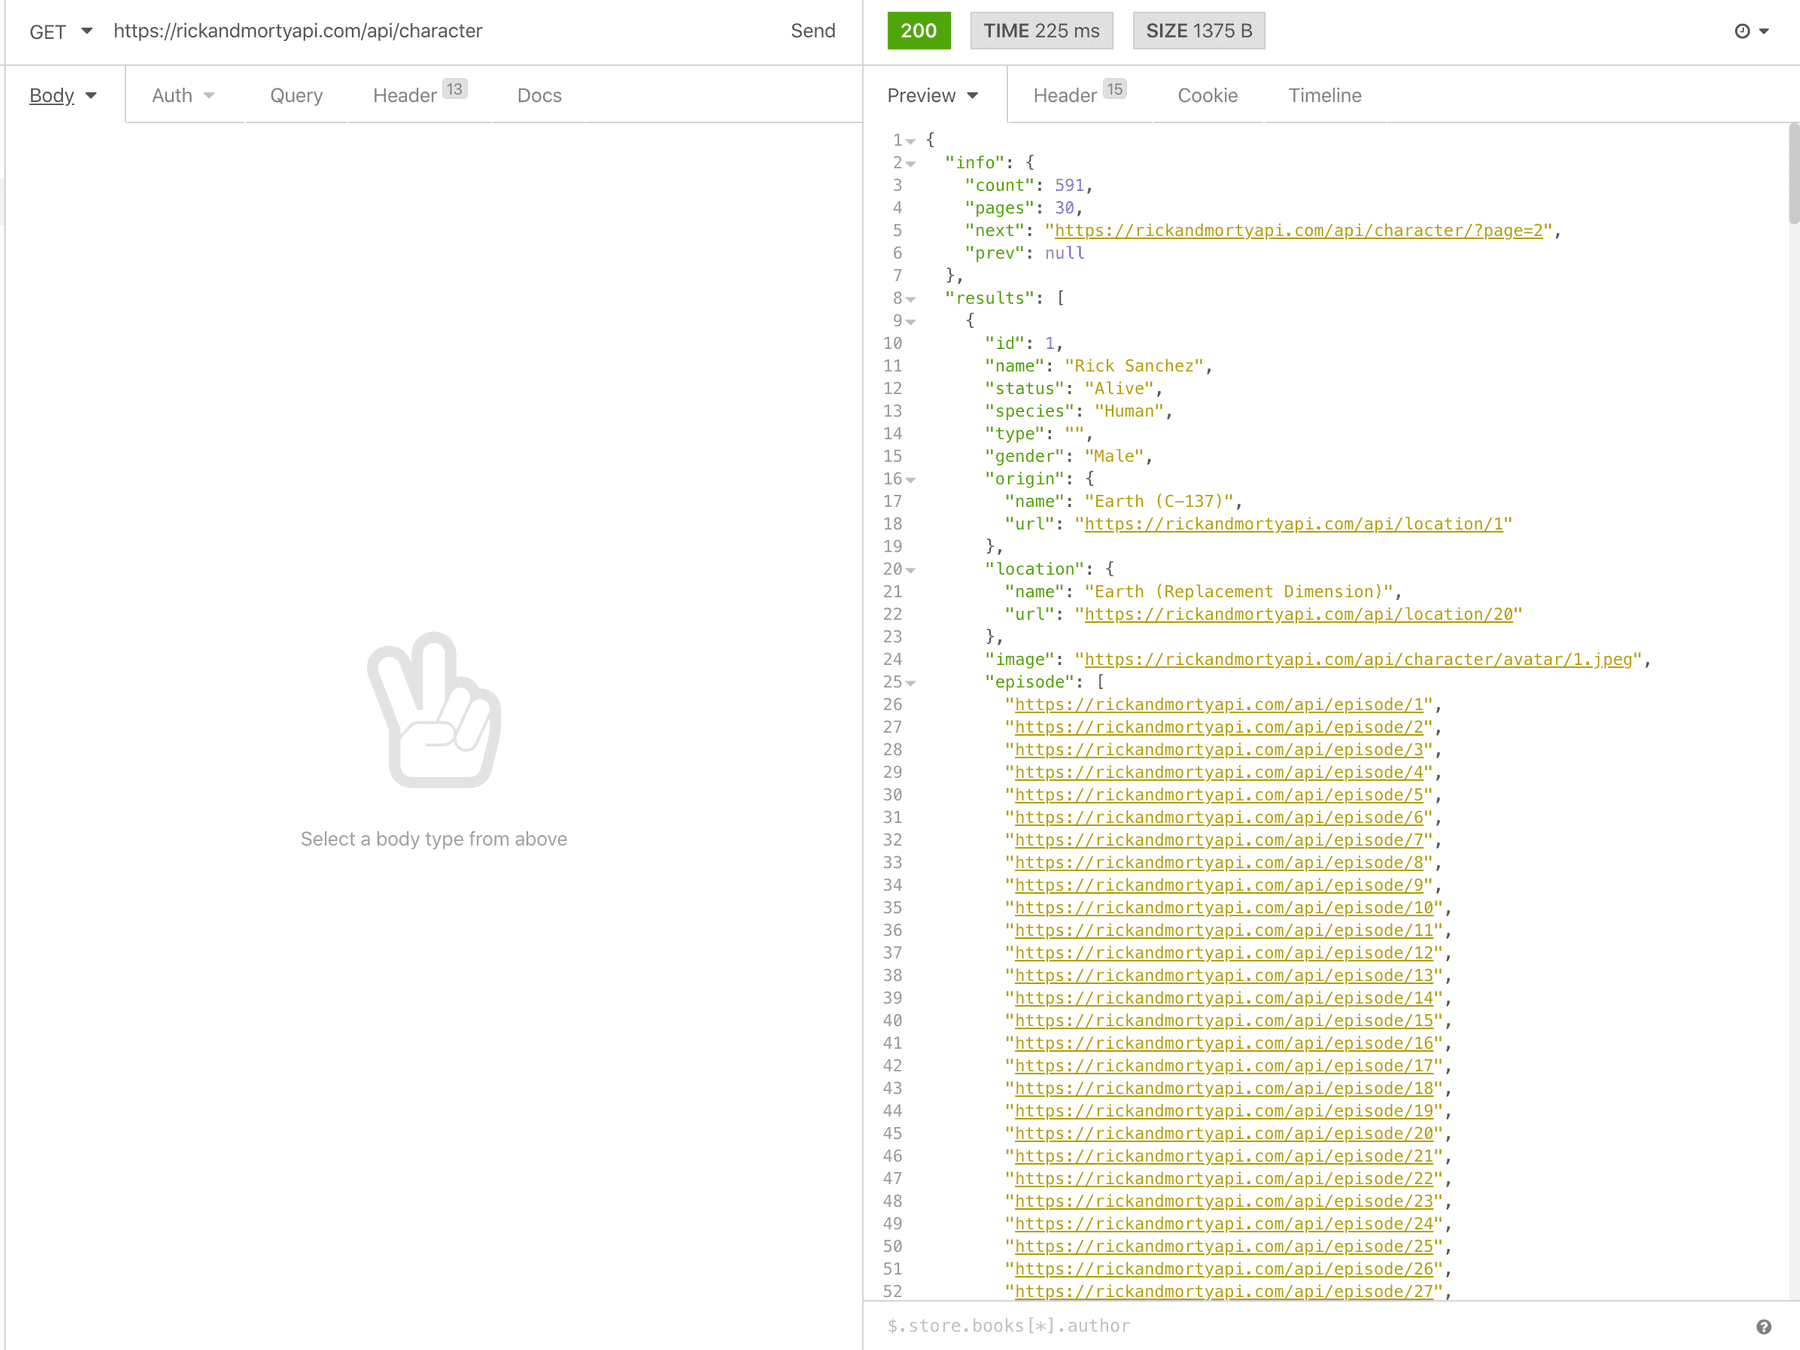 GET https://rickandmortyapi.com/api/character Send
Body Auth Query Header 13 Docs
Select a body type from above
200 TIME 225 ms SIZE 1375 B
Preview Header 15 Cookie Timeline
1 {
2 "info": {
3 "count": 591,
4 "pages": 30,
5 "next": "https://rickandmortyapi.com/api/character/?page=2",
6 "prev": null
7 },
8 "results": [
9 {
10 "id": 1,
11 "name": "Rick Sanchez",
12 "status": "Alive",
13 "species": "Human",
14 "type": "",
15 "gender": "Male",
16 "origin": {
17 "name": "Earth (C-137)",
18 "url": "https://rickandmortyapi.com/api/location/1"
19 },
20 "location": {
21 "name": "Earth (Replacement Dimension)",
22 "url": "https://rickandmortyapi.com/api/location/20"
23 },
24 "image": "https://rickandmortyapi.com/api/character/avatar/1.jpeg",
25 "episode": [
26 "https://rickandmortyapi.com/api/episode/1",
27 "https://rickandmortyapi.com/api/episode/2",
28 "https://rickandmortyapi.com/api/episode/3",
29 "https://rickandmortyapi.com/api/episode/4",
30 "https://rickandmortyapi.com/api/episode/5",
31 "https://rickandmortyapi.com/api/episode/6",
32 "https://rickandmortyapi.com/api/episode/7",
33 "https://rickandmortyapi.com/api/episode/8",
34 "https://rickandmortyapi.com/api/episode/9",
35 "https://rickandmortyapi.com/api/episode/10",
36 "https://rickandmortyapi.com/api/episode/11",
37 "https://rickandmortyapi.com/api/episode/12",
38 "https://rickandmortyapi.com/api/episode/13",
39 "https://rickandmortyapi.com/api/episode/14",
40 "https://rickandmortyapi.com/api/episode/15",
41 "https://rickandmortyapi.com/api/episode/16",
42 "https://rickandmortyapi.com/api/episode/17",
43 "https://rickandmortyapi.com/api/episode/18",
44 "https://rickandmortyapi.com/api/episode/19",
45 "https://rickandmortyapi.com/api/episode/20",
46 "https://rickandmortyapi.com/api/episode/21",
47 "https://rickandmortyapi.com/api/episode/22",
48 "https://rickandmortyapi.com/api/episode/23",
49 "https://rickandmortyapi.com/api/episode/24",
50 "https://rickandmortyapi.com/api/episode/25",
51 "https://rickandmortyapi.com/api/episode/26",
52 "https://rickandmortyapi.com/api/episode/27",
$.store.books[*].author ?